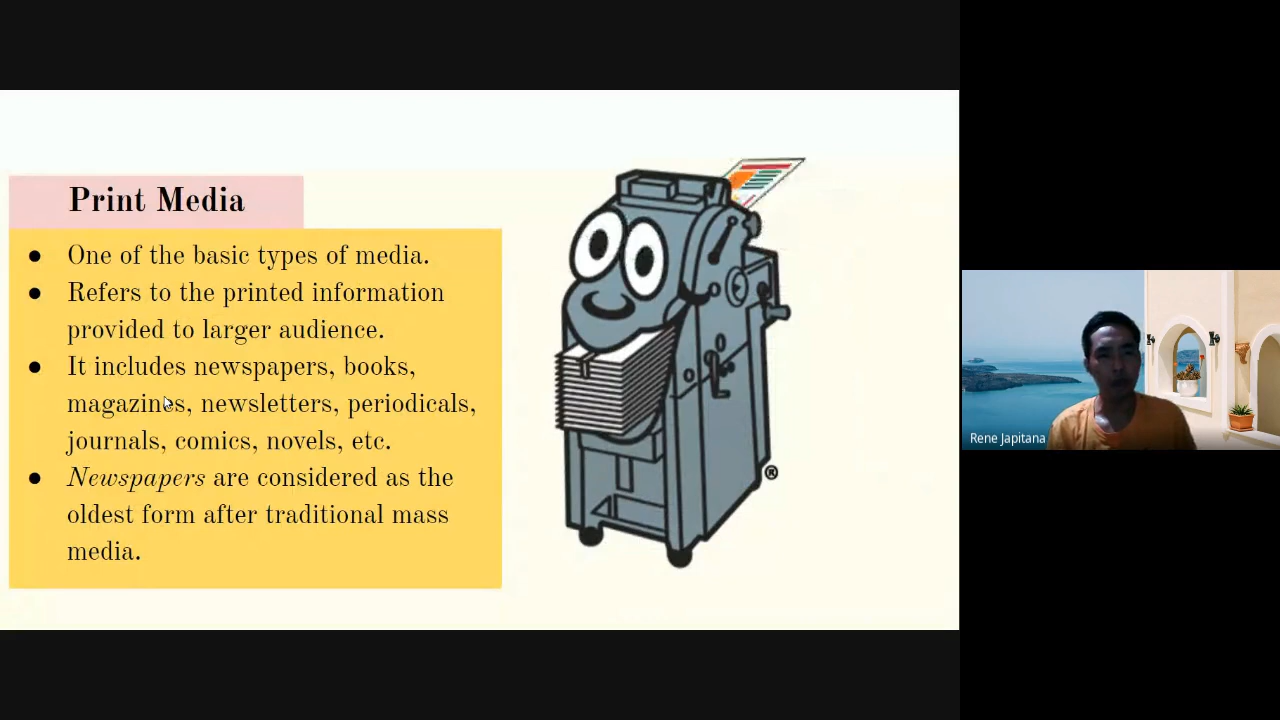 Print Media
● One of the basic types of media.
● Refers to the printed information
provided to larger audience.
● It includes newspapers, books,
magazines, newsletters, periodicals,
journals, comics, novels, etc.
● Newspapers are considered as the
oldest form after traditional mass
media.
®
Rene Japitana